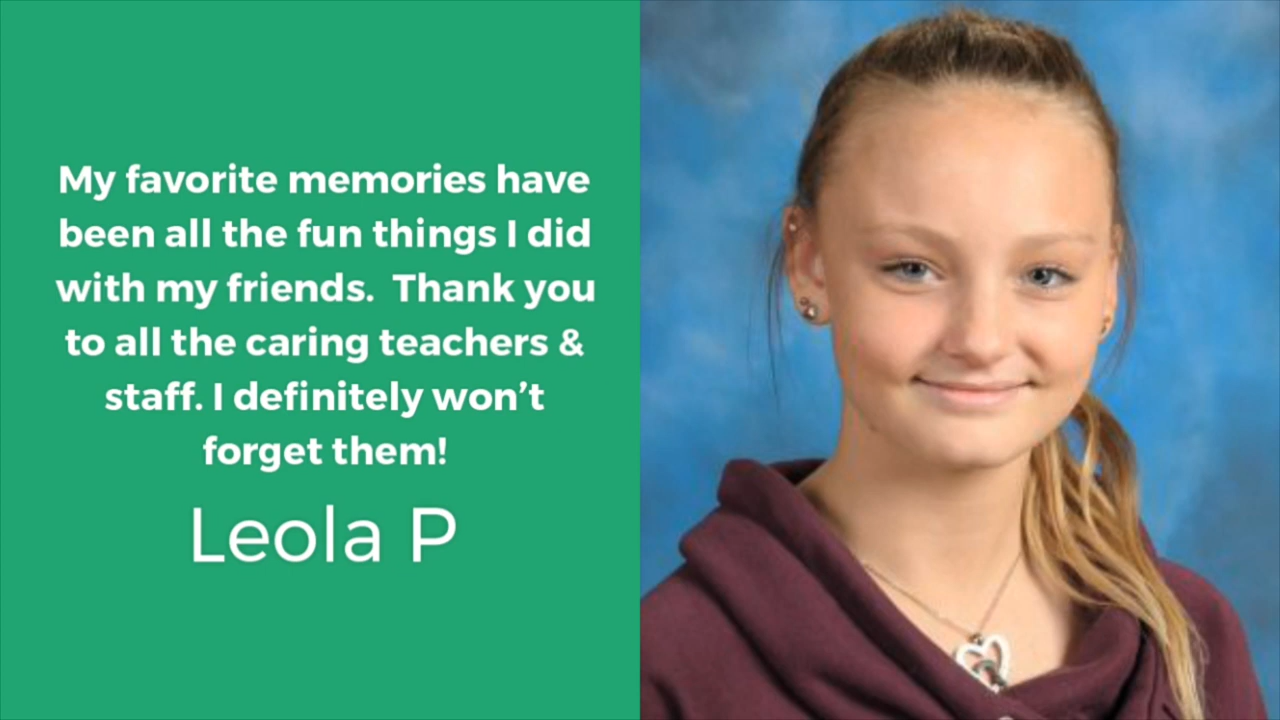 My favorite memories have
been all the fun things I did
with my friends.  Thank you
to all the caring teachers &
staff. I definitely won’t
forget them!
Leola P